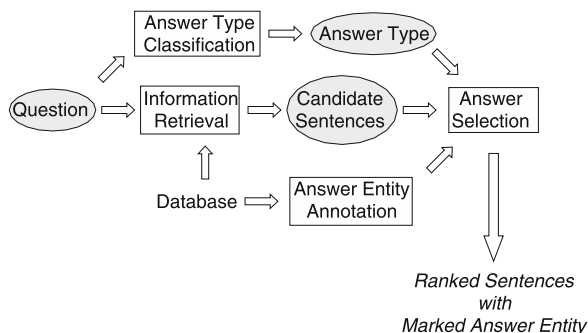 Answer Type
Classification
Answer Type
Question
Information
Retrieval
Candidate
Sentences
Answer
Selection
Database
Answer Entity
Annotation
Ranked Sentences
with
Marked Answer Entity